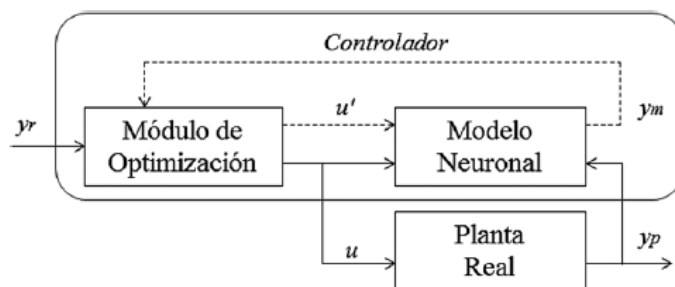 Controlador
yr
Módulo de
Optimización
u'
Modelo
Neuronal
ym
u
Planta
Real
yp